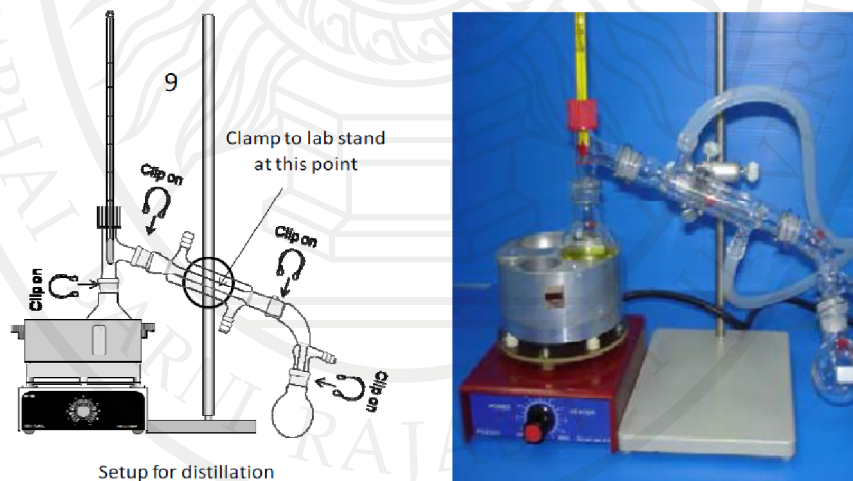 9
Clamp to lab stand
at this point
Clip on
Clip on
Clip on
Clip on
Setup for distillation
POWER
HEATER